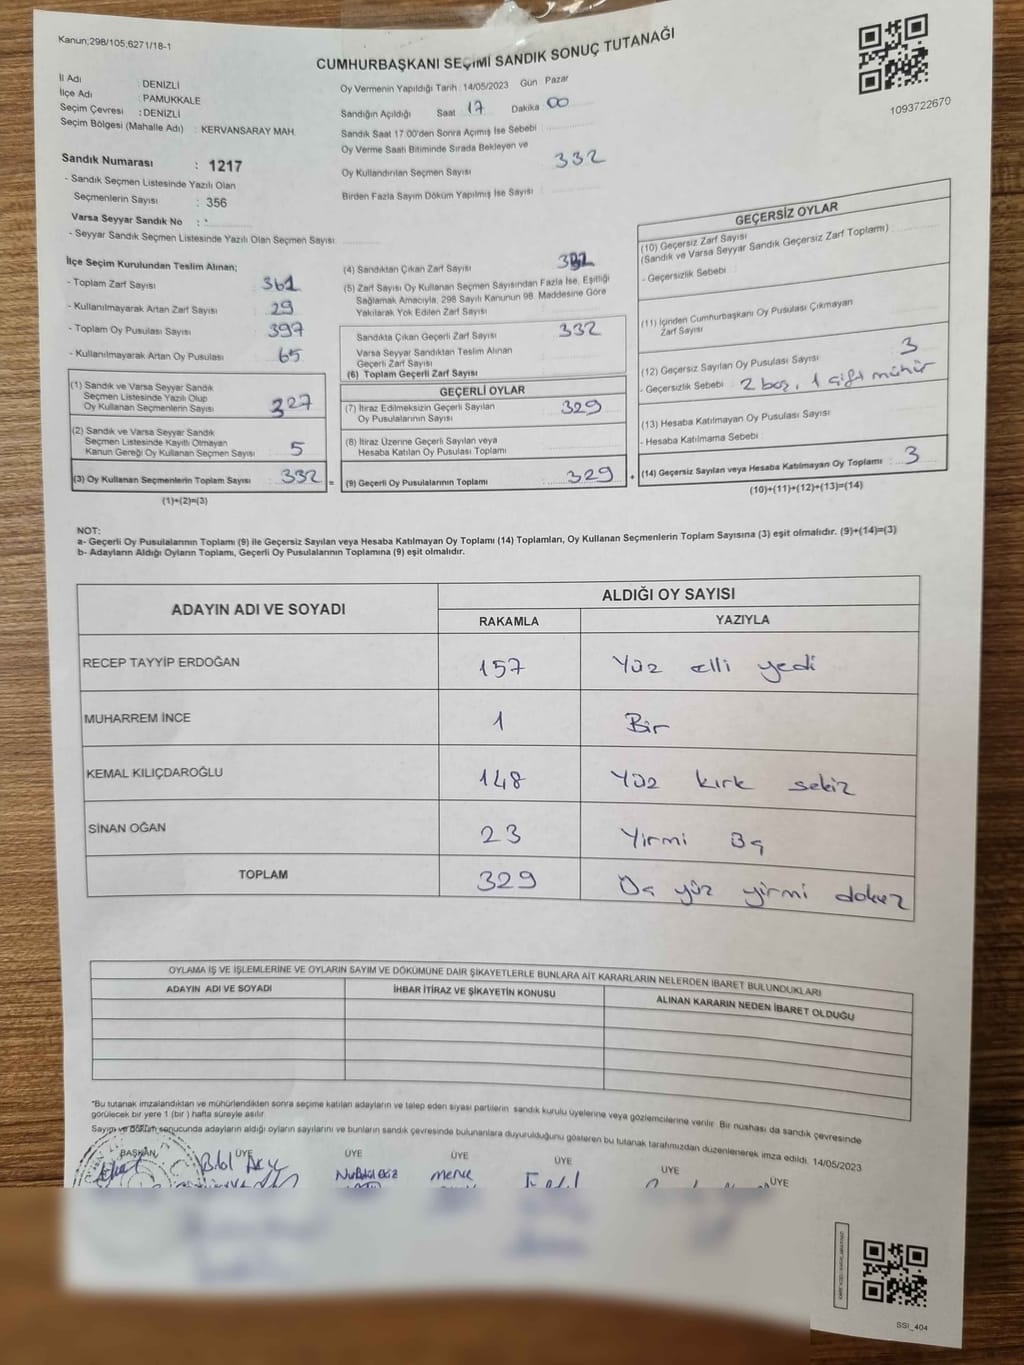 Kanun;298/105;6271/18-1
CUMHURBAŞKANI SEÇİMİ SANDIK SONUÇ TUTANAĞI
1093722670
İl Adı : DENİZLİ
İlçe Adı : PAMUKKALE
Seçim Çevresi : DENİZLİ
Seçim Bölgesi (Mahalle Adı) : KERVANSARAY MAH.
Oy Vermenin Yapıldığı Tarih : 14/05/2023 Gün Pazar
Sandığın Açıldığı Saat 17 Dakika 00
Sandık Saat 17:00'den Sonra Açımış İse Sebebi :
Oy Verme Saati Bitiminde Sırada Bekleyen ve
Oy Kullandırılan Seçmen Sayısı : 332
Birden Fazla Sayım Döküm Yapılmış İse Sayısı :
Sandık Numarası : 1217
- Sandık Seçmen Listesinde Yazılı Olan
Seçmenlerin Sayısı : 356
Varsa Seyyar Sandık No : -
- Seyyar Sandık Seçmen Listesinde Yazılı Olan Seçmen Sayısı:
İlçe Seçim Kurulundan Teslim Alınan;
- Toplam Zarf Sayısı : 361
- Kullanılmayarak Artan Zarf Sayısı : 29
- Toplam Oy Pusulası Sayısı : 397
- Kullanılmayarak Artan Oy Pusulası : 65
(1) Sandık ve Varsa Seyyar Sandık
Seçmen Listesinde Yazılı Olup
Oy Kullanan Seçmenlerin Sayısı : 327
(2) Sandık ve Varsa Seyyar Sandık
Seçmen Listesinde Kayıtlı Olmayan
Kanun Gereği Oy Kullanan Seçmen Sayısı : 5
(3) Oy Kullanan Seçmenlerin Toplam Sayısı : 332 =
(1)+(2)=(3)
(4) Sandıktan Çıkan Zarf Sayısı : 332
(5) Zarf Sayısı Oy Kullanan Seçmen Sayısından Fazla İse, Eşitliği
Sağlamak Amacıyla, 298 Sayılı Kanunun 98. Maddesine Göre
Yakılarak Yok Edilen Zarf Sayısı :
Sandıkta Çıkan Geçerli Zarf Sayısı : 332
Varsa Seyyar Sandıktan Teslim Alınan
Geçerli Zarf Sayısı :
(6) Toplam Geçerli Zarf Sayısı :
GEÇERLİ OYLAR
(7) İtiraz Edilmeksizin Geçerli Sayılan
Oy Pusulalarının Sayısı : 329
(8) İtiraz Üzerine Geçerli Sayılan veya
Hesaba Katılan Oy Pusulası Toplamı :
(9) Geçerli Oy Pusulalarının Toplamı : 329 +
GEÇERSİZ OYLAR
(10) Geçersiz Zarf Sayısı
(Sandık ve Varsa Seyyar Sandık Geçersiz Zarf Toplamı) :
- Geçersizlik Sebebi :
(11) İçinden Cumhurbaşkanı Oy Pusulası Çıkmayan
Zarf Sayısı :
(12) Geçersiz Sayılan Oy Pusulası Sayısı : 3
- Geçersizlik Sebebi : 2 boş, 1 çift mühür
(13) Hesaba Katılmayan Oy Pusulası Sayısı :
- Hesaba Katılmama Sebebi :
(14) Geçersiz Sayılan veya Hesaba Katılmayan Oy Toplamı : 3
(10)+(11)+(12)+(13)=(14)
NOT:
a- Geçerli Oy Pusulalarının Toplamı (9) ile Geçersiz Sayılan veya Hesaba Katılmayan Oy Toplamı (14) Toplamları, Oy Kullanan Seçmenlerin Toplam Sayısına (3) eşit olmalıdır. (9)+(14)=(3)
b- Adayların Aldığı Oyların Toplamı, Geçerli Oy Pusulalarının Toplamına (9) eşit olmalıdır.
ADAYIN ADI VE SOYADI ALDIĞI OY SAYISI
RAKAMLA YAZIYLA
RECEP TAYYİP ERDOĞAN 157 Yüz elli yedi
MUHARREM İNCE 1 Bir
KEMAL KILIÇDAROĞLU 148 Yüz kırk sekiz
SİNAN OĞAN 23 Yirmi Üç
TOPLAM 329 Üç yüz yirmi dokuz
OYLAMA İŞ VE İŞLEMLERİNE VE OYLARIN SAYIM VE DÖKÜMÜNE DAİR ŞİKAYETLERLE BUNLARA AİT KARARLARIN NELERDEN İBARET BULUNDUKLARI
ADAYIN ADI VE SOYADI İHBAR İTİRAZ VE ŞİKAYETİN KONUSU ALINAN KARARIN NEDEN İBARET OLDUĞU
*Bu tutanak imzalandıktan ve mühürlendikten sonra seçime katılan adayların ve talep eden siyasi partilerin sandık kurulu üyelerine veya gözlemcilerine verilir. Bir nüshası da sandık çevresinde
görülecek bir yere 1 (bir) hafta süreyle asılır.
Sayım ve döküm sonucunda adayların aldığı oyların sayılarını ve bunların sandık çevresinde bulunanlara duyurulduğunu gösteren bu tutanak tarafımızdan düzenlenerek imza edildi. 14/05/2023
BAŞKAN ÜYE ÜYE ÜYE ÜYE ÜYE ÜYE
SSI_404